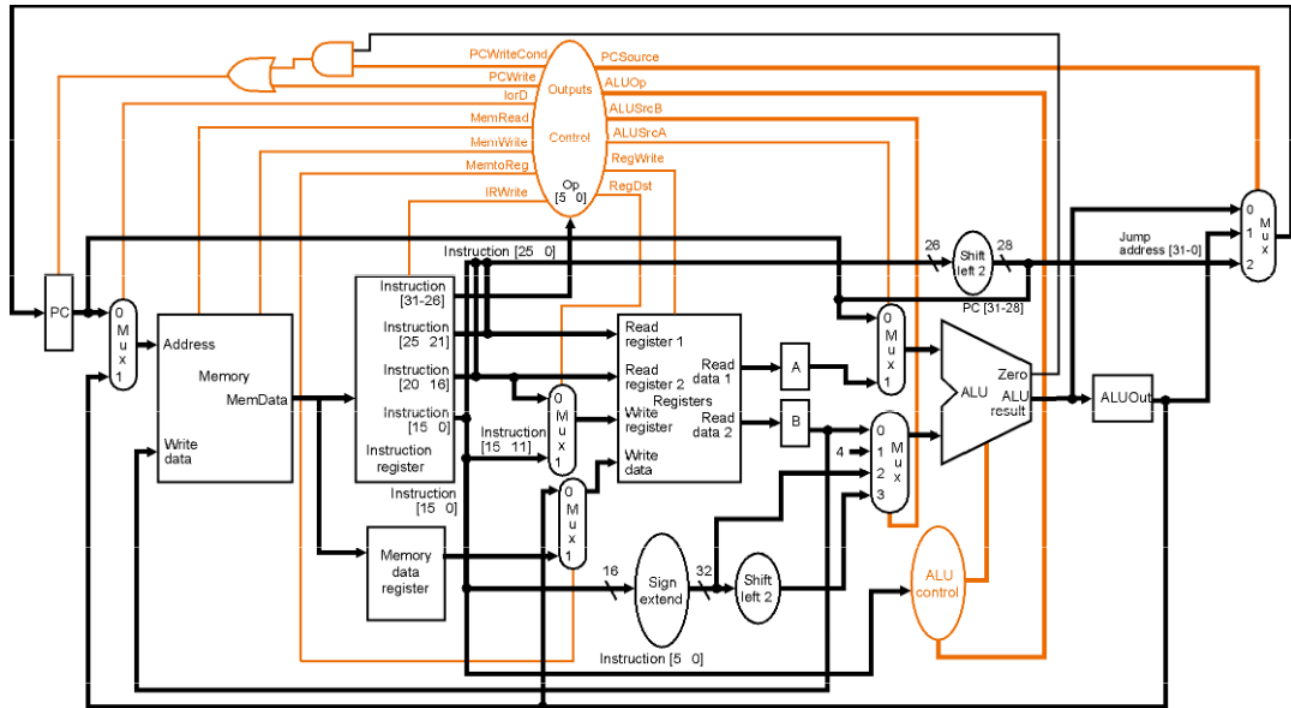 PCWriteCond
PCSource
PCWrite
ALUOp
IorD
Outputs
ALUSrcB
MemRead
ALUSrcA
Control
MemWrite
RegWrite
MemtoReg
RegDst
Op
[5 0]
IRWrite
Instruction [25 0]
26
Shift
left 2
28
Jump
address [31-0]
0
1
2
M
u
x
PC [31-28]
PC
0
M
u
x
1
Address
Memory
MemData
Write
data
Instruction
[31-26]
Instruction
[25 21]
Instruction
[20 16]
Instruction
[15 0]
Instruction
register
Instruction
[15 11]
Instruction
[15 0]
0
M
u
x
1
0
M
u
x
1
Read
register 1
Read
register 2
Registers
Write
register
Write
data
Read
data 1
Read
data 2
A
B
0
M
u
x
1
4
0
1
2
3
M
u
x
Zero
ALU
ALU
result
ALUOut
Memory
data
register
16
Sign
extend
32
Shift
left 2
ALU
control
Instruction [5 0]